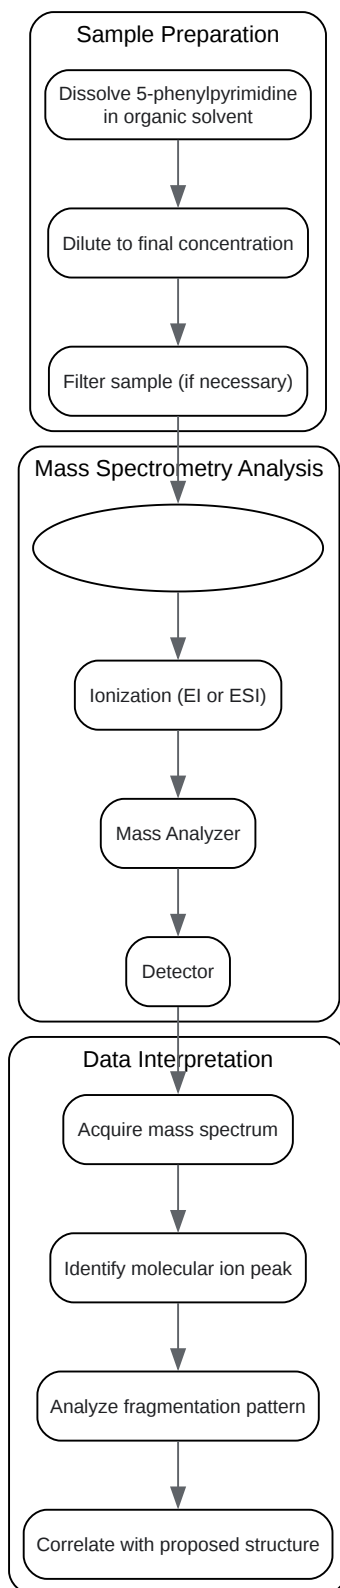 Sample Preparation
Dissolve 5-phenylpyrimidine
in organic solvent
Dilute to final concentration
Filter sample (if necessary)
Mass Spectrometry Analysis
Ionization (EI or ESI)
Mass Analyzer
Detector
Data Interpretation
Acquire mass spectrum
Identify molecular ion peak
Analyze fragmentation pattern
Correlate with proposed structure